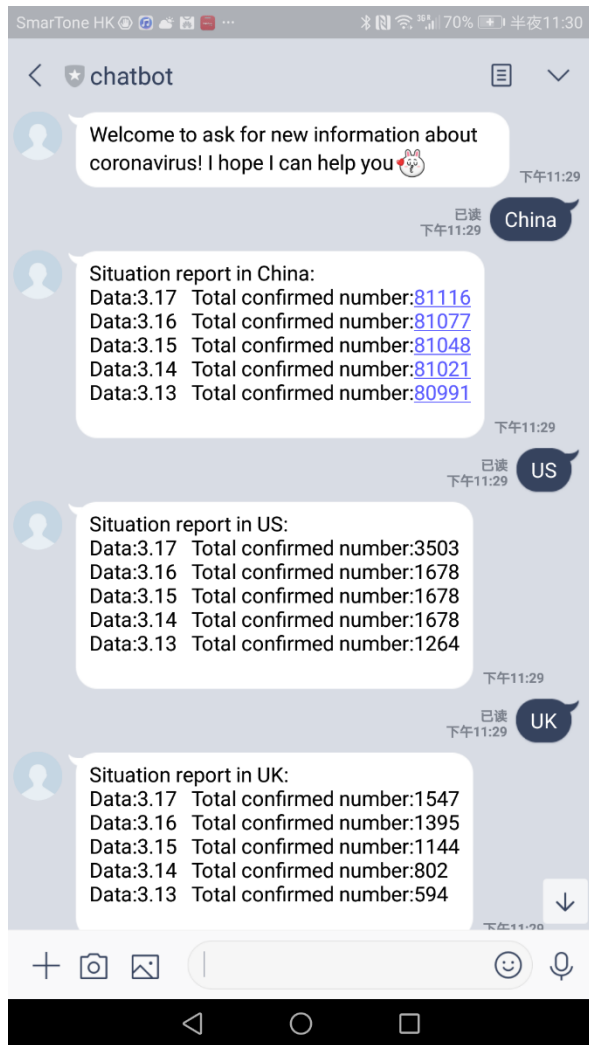 SmarTone HK ··· 36% 70% 半夜11:30
chatbot
Welcome to ask for new information about
coronavirus! I hope I can help you
下午11:29
已读
下午11:29
China
Situation report in China:
Data:3.17 Total confirmed number:81116
Data:3.16 Total confirmed number:81077
Data:3.15 Total confirmed number:81048
Data:3.14 Total confirmed number:81021
Data:3.13 Total confirmed number:80991
下午11:29
已读
下午11:29
US
Situation report in US:
Data:3.17 Total confirmed number:3503
Data:3.16 Total confirmed number:1678
Data:3.15 Total confirmed number:1678
Data:3.14 Total confirmed number:1678
Data:3.13 Total confirmed number:1264
下午11:29
已读
下午11:29
UK
Situation report in UK:
Data:3.17 Total confirmed number:1547
Data:3.16 Total confirmed number:1395
Data:3.15 Total confirmed number:1144
Data:3.14 Total confirmed number:802
Data:3.13 Total confirmed number:594
下午11:29